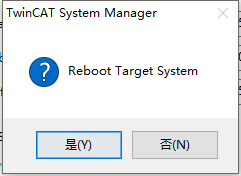 TwinCAT System Manager
Reboot Target System
是(Y)
否(N)